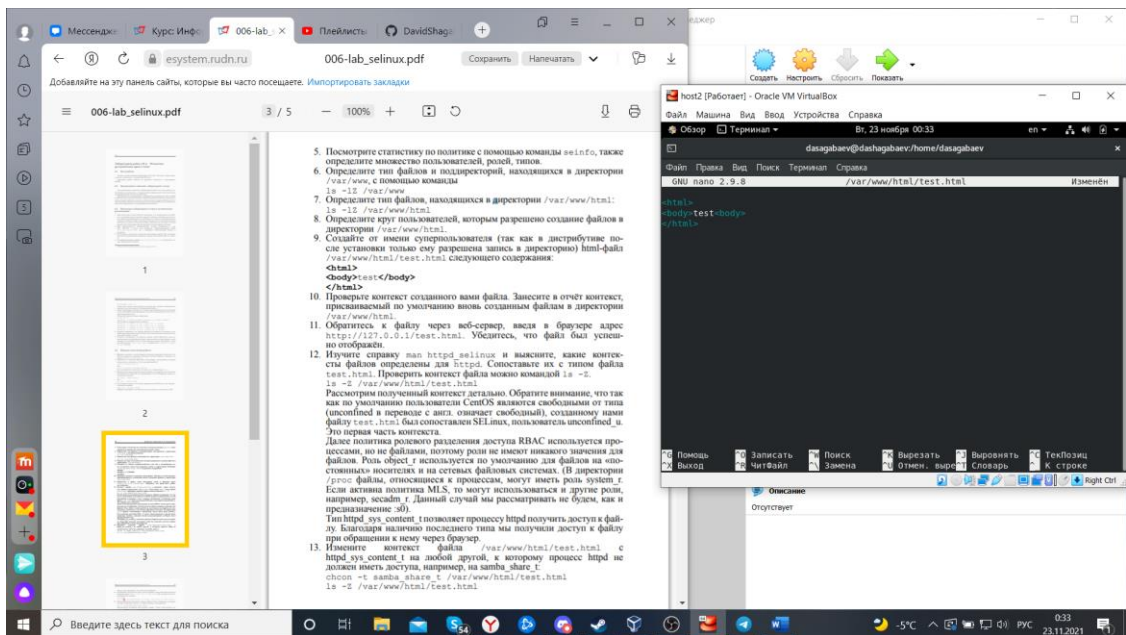 Мессендж
Курс: Инфо
006-lab_s
Плейлисты
DavidShaga
esystem.rudn.ru
006-lab_selinux.pdf
Сохранить
Напечатать
Добавляйте на эту панель сайты, которые вы часто посещаете. Импортировать закладки
006-lab_selinux.pdf
3 / 5
100%
1
2
3
5. Посмотрите статистику по политике с помощью команды seinfo, также
определите множество пользователей, ролей, типов.
6. Определите тип файлов и поддиректорий, находящихся в директории
/var/www, с помощью команды
ls -lZ /var/www
7. Определите тип файлов, находящихся в директории /var/www/html:
ls -lZ /var/www/html
8. Определите круг пользователей, которым разрешено создание файлов в
директории /var/www/html.
9. Создайте от имени суперпользователя (так как в дистрибутиве по-
сле установки только ему разрешена запись в директорию) html-файл
/var/www/html/test.html следующего содержания:
<html>
<body>test</body>
</html>
10. Проверьте контекст созданного вами файла. Занесите в отчёт контекст,
присваиваемый по умолчанию вновь созданным файлам в директории
/var/www/html.
11. Обратитесь к файлу через веб-сервер, введя в браузере адрес
http://127.0.0.1/test.html. Убедитесь, что файл был успеш-
но отображён.
12. Изучите справку man httpd_selinux и выясните, какие контек-
сты файлов определены для httpd. Сопоставьте их с типом файла
test.html. Проверить контекст файла можно командой ls -Z.
ls -Z /var/www/html/test.html
Рассмотрим полученный контекст детально. Обратите внимание, что так
как по умолчанию пользователи CentOS являются свободными от типа
(unconfined в переводе с англ. означает свободный), созданному нами
файлу test.html был сопоставлен SELinux, пользователь unconfined_u.
Это первая часть контекста.
Далее политика ролевого разделения доступа RBAC используется про-
цессами, но не файлами, поэтому роли не имеют никакого значения для
файлов. Роль object_r используется по умолчанию для файлов на «по-
стоянных» носителях и на сетевых файловых системах. (В директории
/proc файлы, относящиеся к процессам, могут иметь роль system_r.
Если активна политика MLS, то могут использоваться и другие роли,
например, secadm_r. Данный случай мы рассматривать не будем, как и
предназначение :s0).
Тип httpd_sys_content_t позволяет процессу httpd получить доступ к фай-
лу. Благодаря наличию последнего типа мы получили доступ к файлу
при обращении к нему через браузер.
13. Измените контекст файла /var/www/html/test.html с
httpd_sys_content_t на любой другой, к которому процесс httpd не
должен иметь доступа, например, на samba_share_t:
chcon -t samba_share_t /var/www/html/test.html
ls -Z /var/www/html/test.html
еджер
Создать Настроить Сбросить Показать
host2 [Работает] - Oracle VM VirtualBox
Файл Машина Вид Ввод Устройства Справка
Обзор Терминал Вт, 23 ноября 00:33 en
dasagabaev@dashagabaev:/home/dasagabaev
Файл Правка Вид Поиск Терминал Справка
GNU nano 2.9.8 /var/www/html/test.html Изменён
<html>
<body>test<body>
</html>
^G Помощь ^O Записать ^W Поиск ^K Вырезать ^J Выровнять ^C ТекПозиц
^X Выход ^R ЧитФайл ^\ Замена ^U Отмен. вырез ^T Словарь ^_ К строке
Right Ctrl
Описание
Отсутствует
Введите здесь текст для поиска
54
-5°C
РУС
0:33
23.11.2021